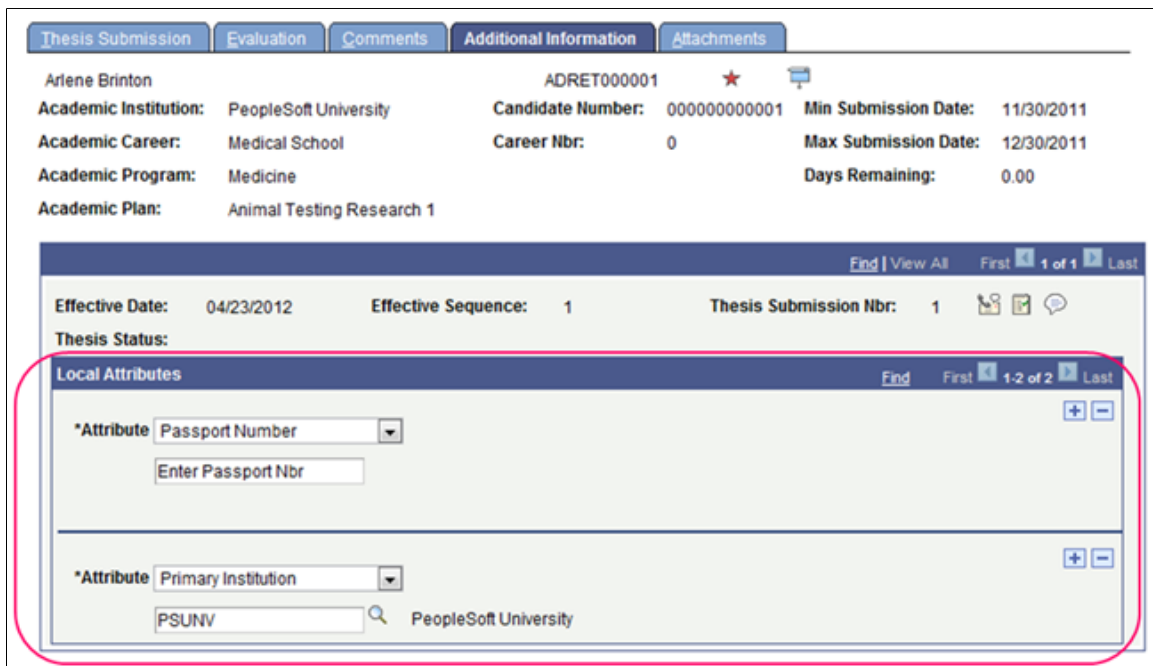 Thesis Submission Evaluation Comments Additional Information Attachments
Arlene Brinton ADRET000001
Academic Institution: PeopleSoft University Candidate Number: 000000000001 Min Submission Date: 11/30/2011
Academic Career: Medical School Career Nbr: 0 Max Submission Date: 12/30/2011
Academic Program: Medicine Days Remaining: 0.00
Academic Plan: Animal Testing Research 1
Find | View All First 1 of 1 Last
Effective Date: 04/23/2012 Effective Sequence: 1 Thesis Submission Nbr: 1
Thesis Status:
Local Attributes Find First 1-2 of 2 Last
*Attribute Passport Number
Enter Passport Nbr
*Attribute Primary Institution
PSUNV PeopleSoft University